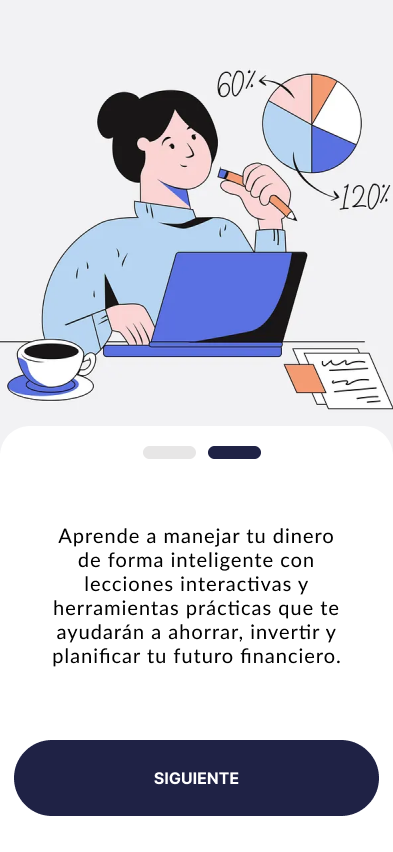 60%
120%
Aprende a manejar tu dinero
de forma inteligente con
lecciones interactivas y
herramientas prácticas que te
ayudarán a ahorrar, invertir y
planificar tu futuro financiero.
SIGUIENTE